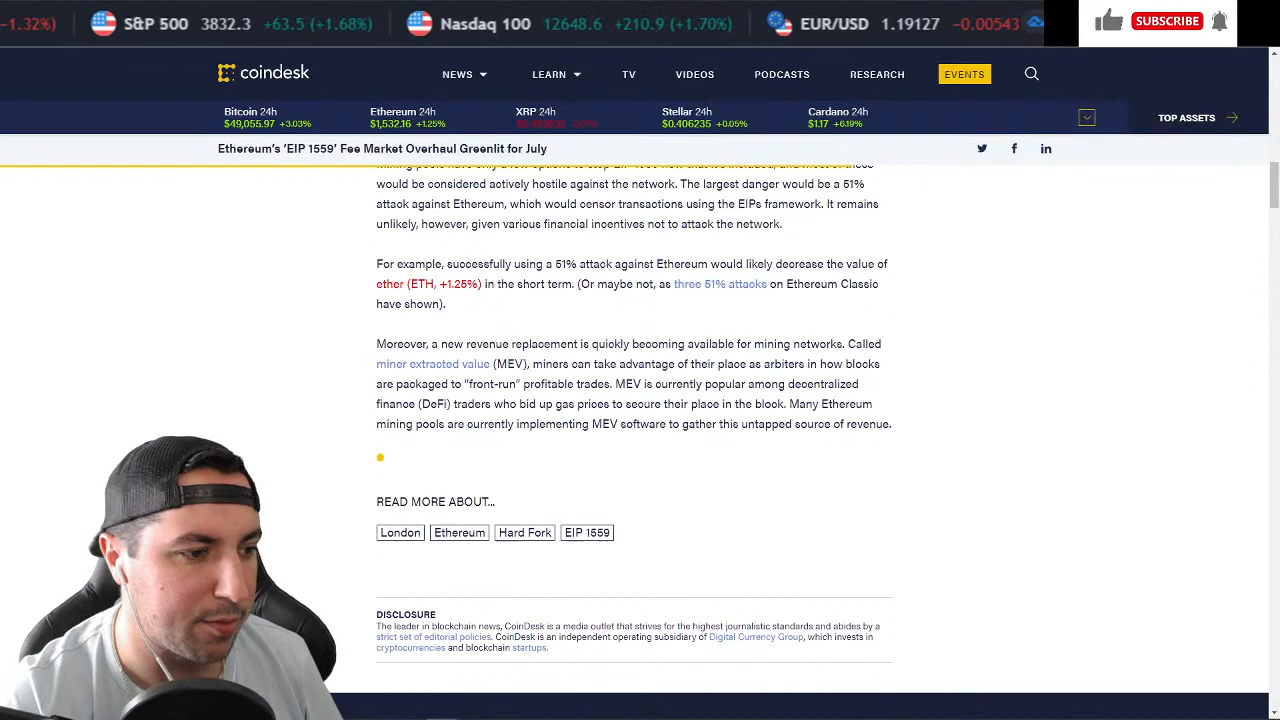 -1.32%) S&P 500 3832.3 +63.5 (+1.68%) Nasdaq 100 12648.6 +210.9 (+1.70%) EUR/USD 1.19127 -0.00543
SUBSCRIBE
coindesk NEWS LEARN TV VIDEOS PODCASTS RESEARCH EVENTS
Bitcoin 24h Ethereum 24h XRP 24h Stellar 24h Cardano 24h
$49,055.97 +3.03% $1,532.16 +1.25% $0.406235 +0.05% $1.17 +6.19%
TOP ASSETS
Ethereum's ‘EIP 1559’ Fee Market Overhaul Greenlit for July
would be considered actively hostile against the network. The largest danger would be a 51%
attack against Ethereum, which would censor transactions using the EIPs framework. It remains
unlikely, however, given various financial incentives not to attack the network.
For example, successfully using a 51% attack against Ethereum would likely decrease the value of
ether (ETH, +1.25%) in the short term. (Or maybe not, as three 51% attacks on Ethereum Classic
have shown).
Moreover, a new revenue replacement is quickly becoming available for mining networks. Called
miner extracted value (MEV), miners can take advantage of their place as arbiters in how blocks
are packaged to “front-run” profitable trades. MEV is currently popular among decentralized
finance (DeFi) traders who bid up gas prices to secure their place in the block. Many Ethereum
mining pools are currently implementing MEV software to gather this untapped source of revenue.
READ MORE ABOUT...
London Ethereum Hard Fork EIP 1559
DISCLOSURE
The leader in blockchain news, CoinDesk is a media outlet that strives for the highest journalistic standards and abides by a
strict set of editorial policies. CoinDesk is an independent operating subsidiary of Digital Currency Group, which invests in
cryptocurrencies and blockchain startups.